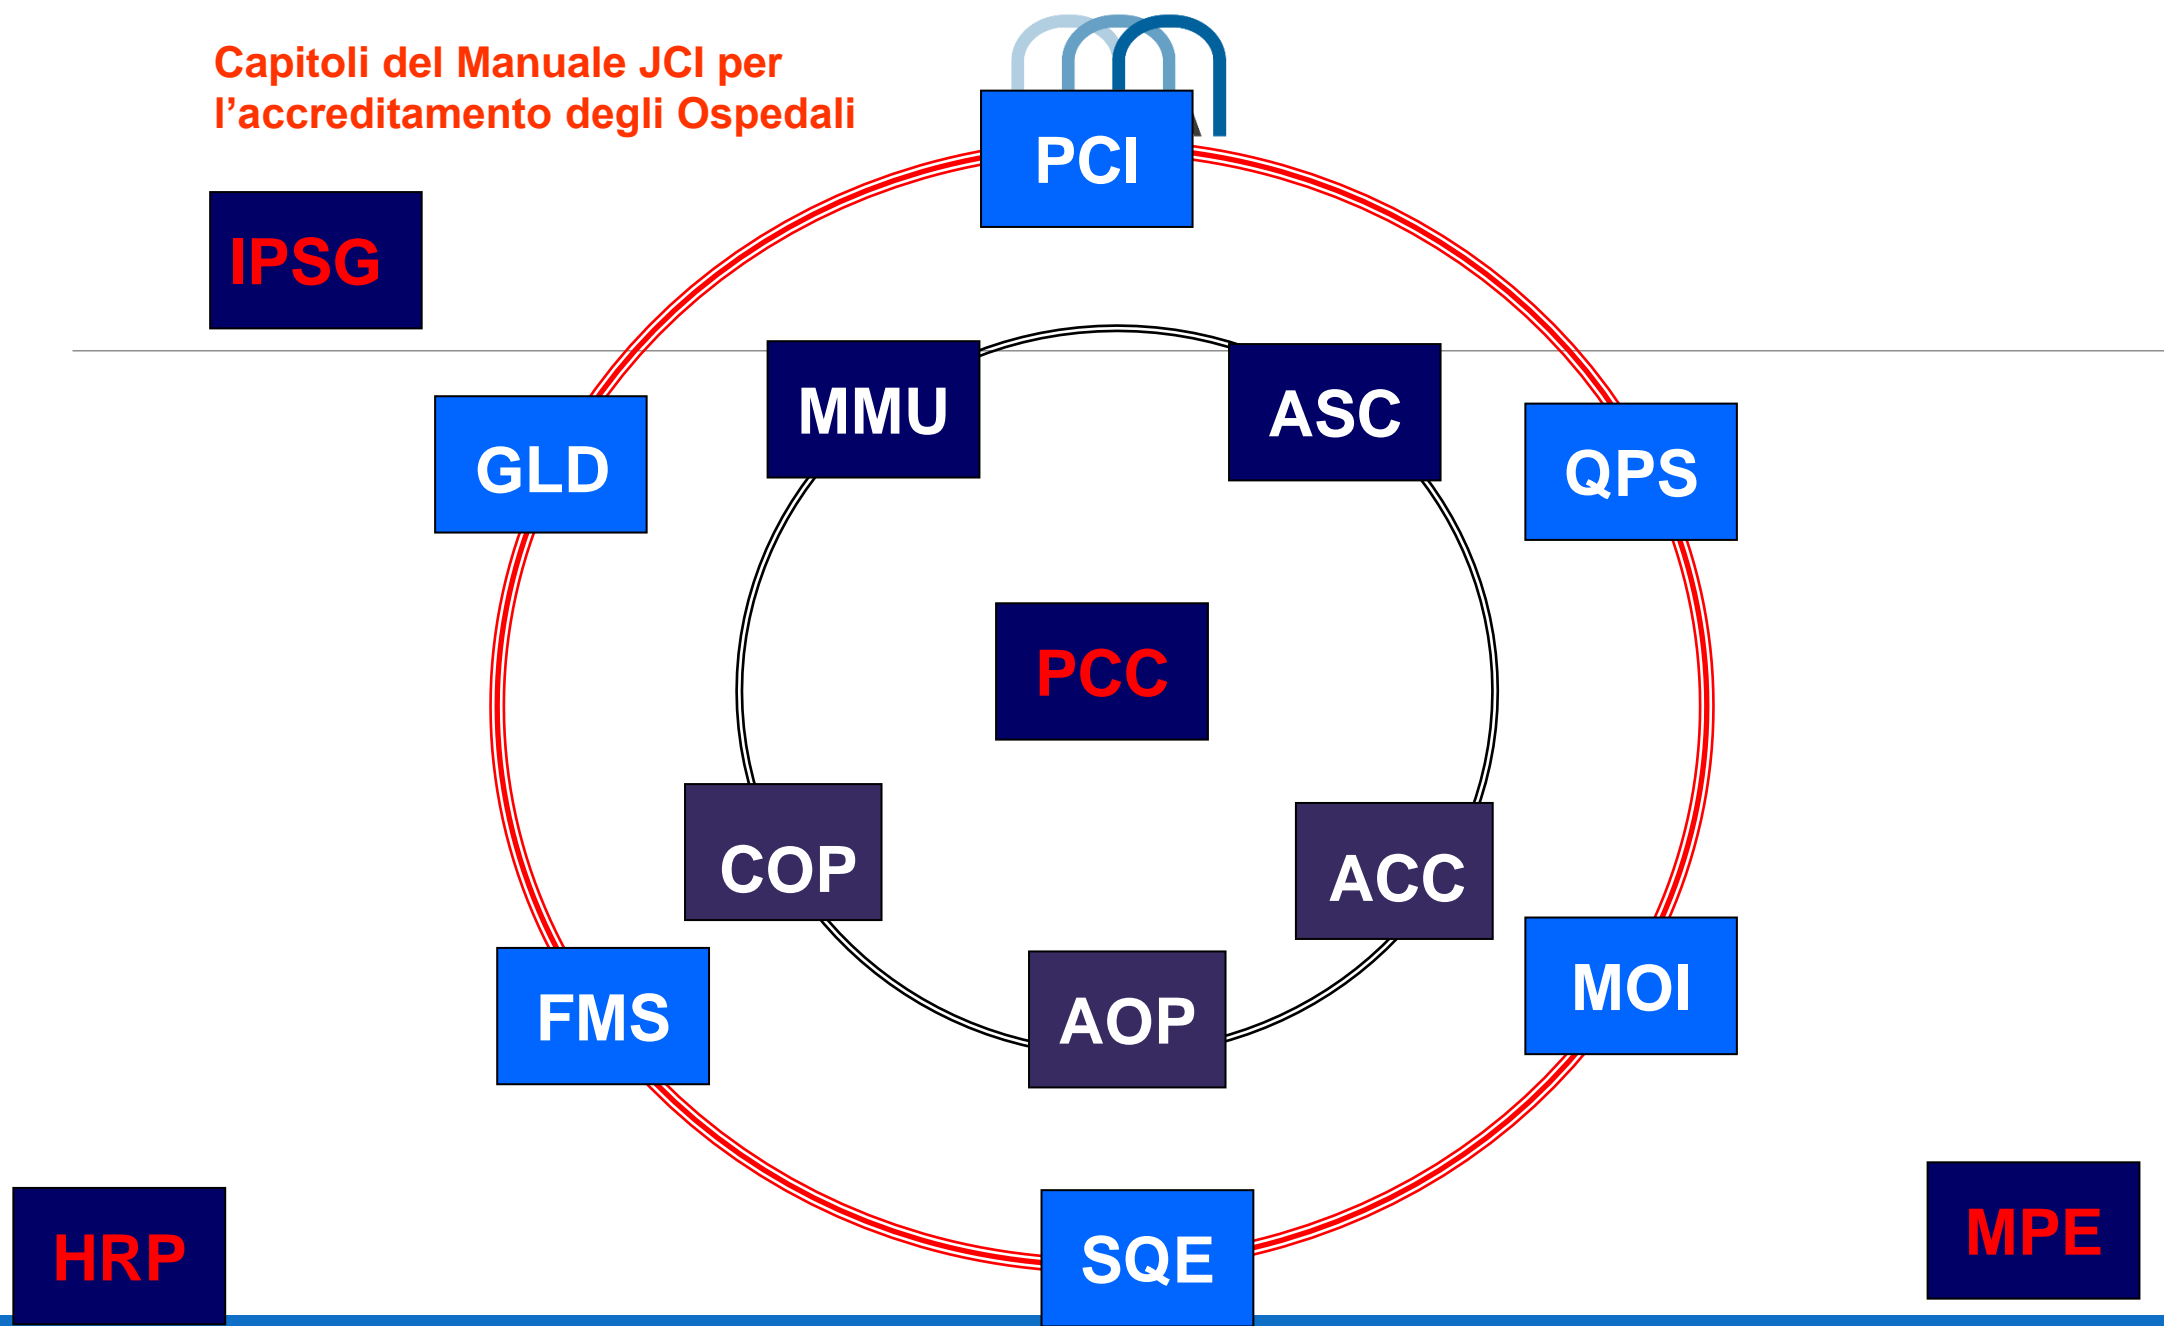 Capitoli del Manuale JCI per
l’accreditamento degli Ospedali
PCI
IPSG
MMU
ASC
GLD
QPS
PCC
COP
ACC
FMS
AOP
MOI
HRP
SQE
MPE